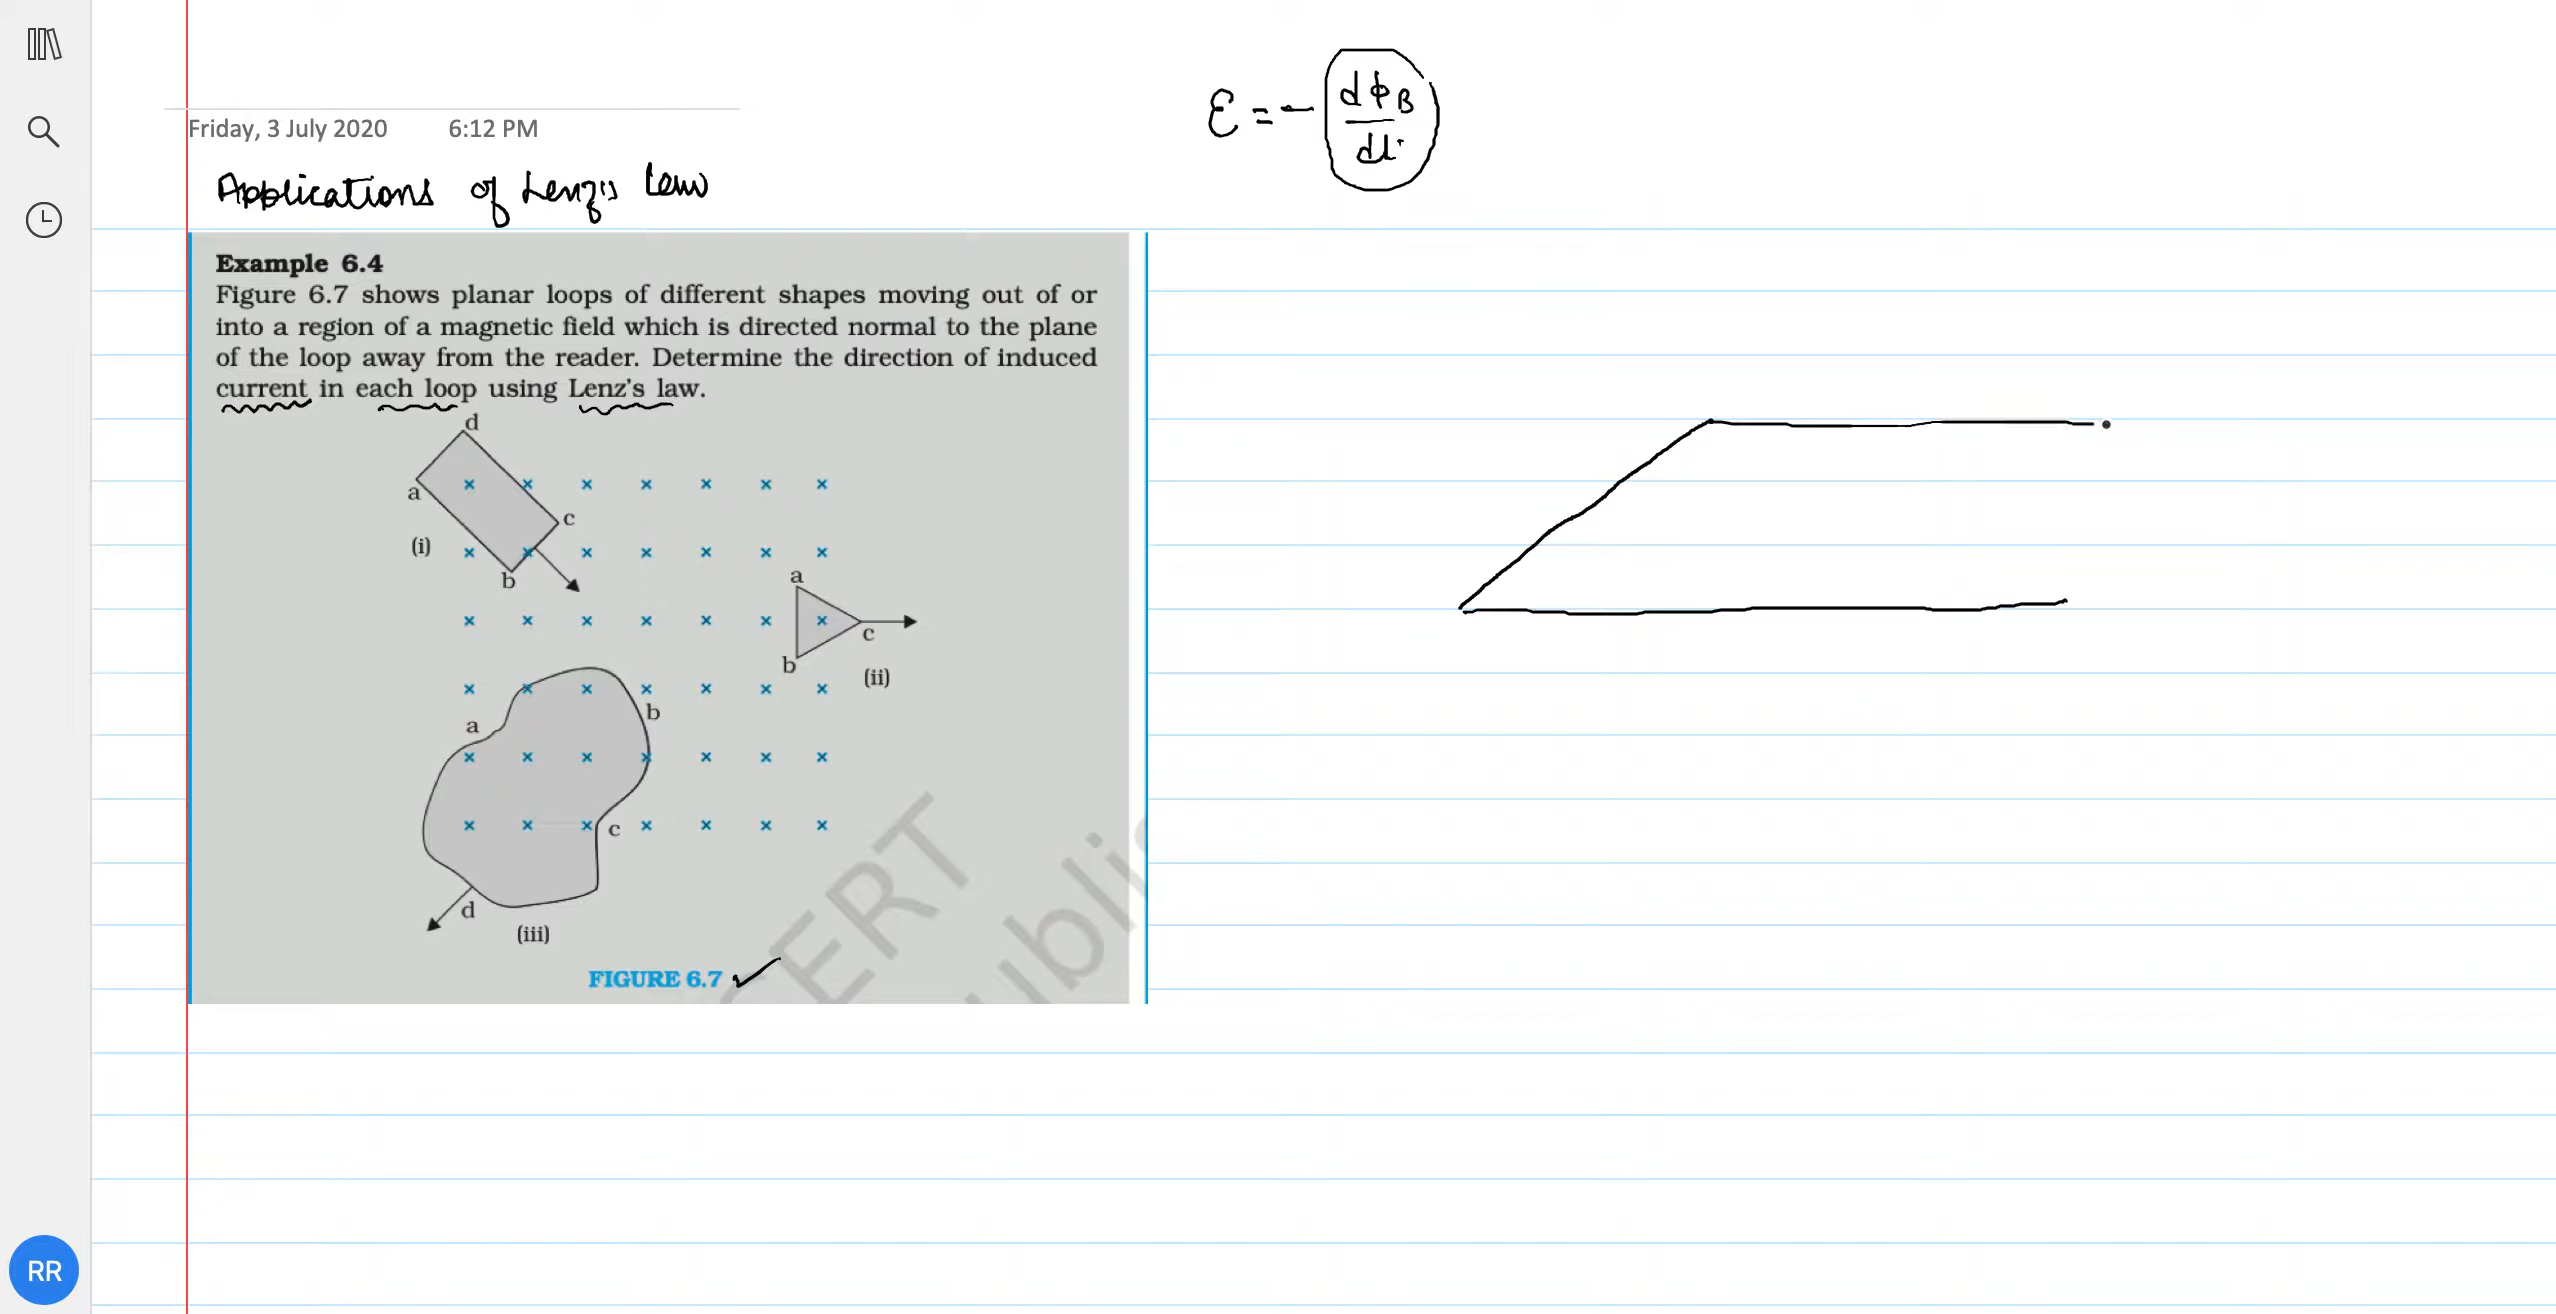 ε = - dϕB/dt
Friday, 3 July 2020 6:12 PM
Applications of Lenz's Law
Example 6.4
Figure 6.7 shows planar loops of different shapes moving out of or
into a region of a magnetic field which is directed normal to the plane
of the loop away from the reader. Determine the direction of induced
current in each loop using Lenz's law.
d
a
c
(i)
b
a
c
b
(ii)
b
a
c
d
(iii)
FIGURE 6.7
ERT
ublis
RR